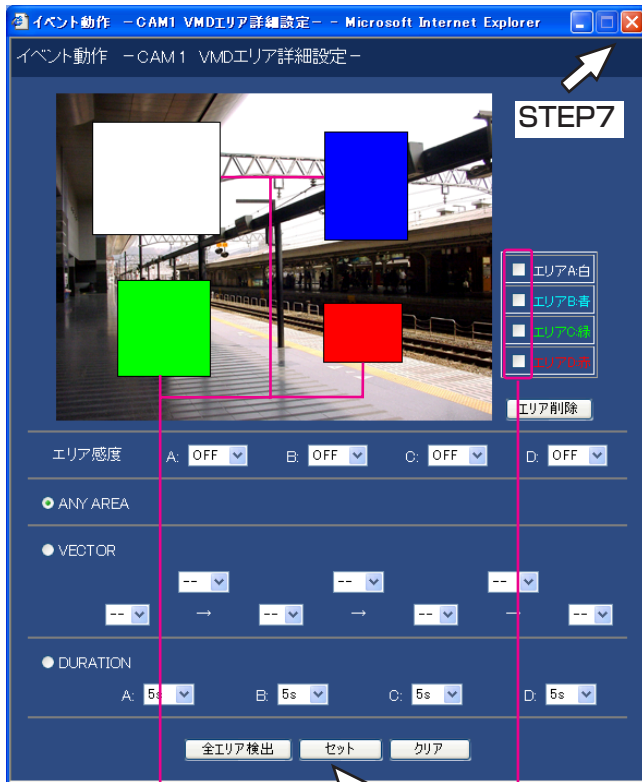 イベント動作 －CAM1 VMDエリア詳細設定－ - Microsoft Internet Explorer
イベント動作 －CAM1 VMDエリア詳細設定－
STEP7
エリアA:白
エリアB:青
エリアC:緑
エリアD:赤
エリア削除
エリア感度 A: OFF B: OFF C: OFF D: OFF
ANY AREA
VECTOR
-- -- --
-- → -- → -- → --
DURATION
A: 5s B: 5s C: 5s D: 5s
全エリア検出 セット クリア